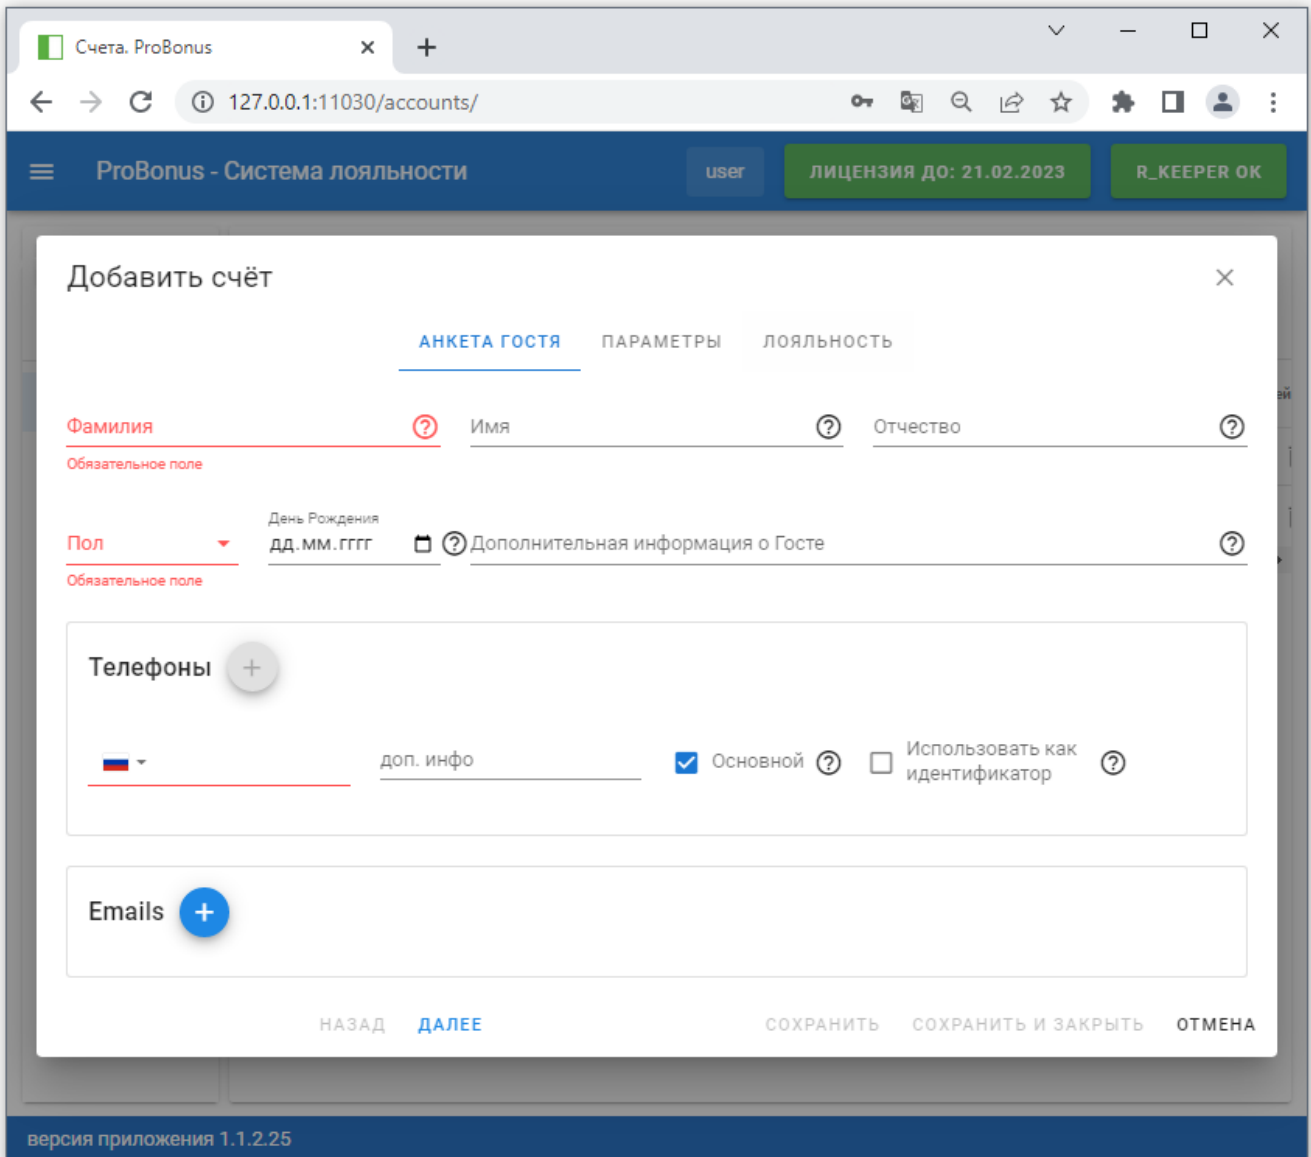 Счета. ProBonus
127.0.0.1:11030/accounts/
ProBonus - Система лояльности
user
ЛИЦЕНЗИЯ ДО: 21.02.2023
R_KEEPER OK
Добавить счёт
АНКЕТА ГОСТЯ
ПАРАМЕТРЫ
ЛОЯЛЬНОСТЬ
Фамилия
Имя
Отчество
Обязательное поле
День Рождения
Пол
дд.мм.гггг
Дополнительная информация о Госте
Обязательное поле
Телефоны
доп. инфо
Основной
Использовать как
идентификатор
Emails
НАЗАД
ДАЛЕЕ
СОХРАНИТЬ
СОХРАНИТЬ И ЗАКРЫТЬ
ОТМЕНА
версия приложения 1.1.2.25